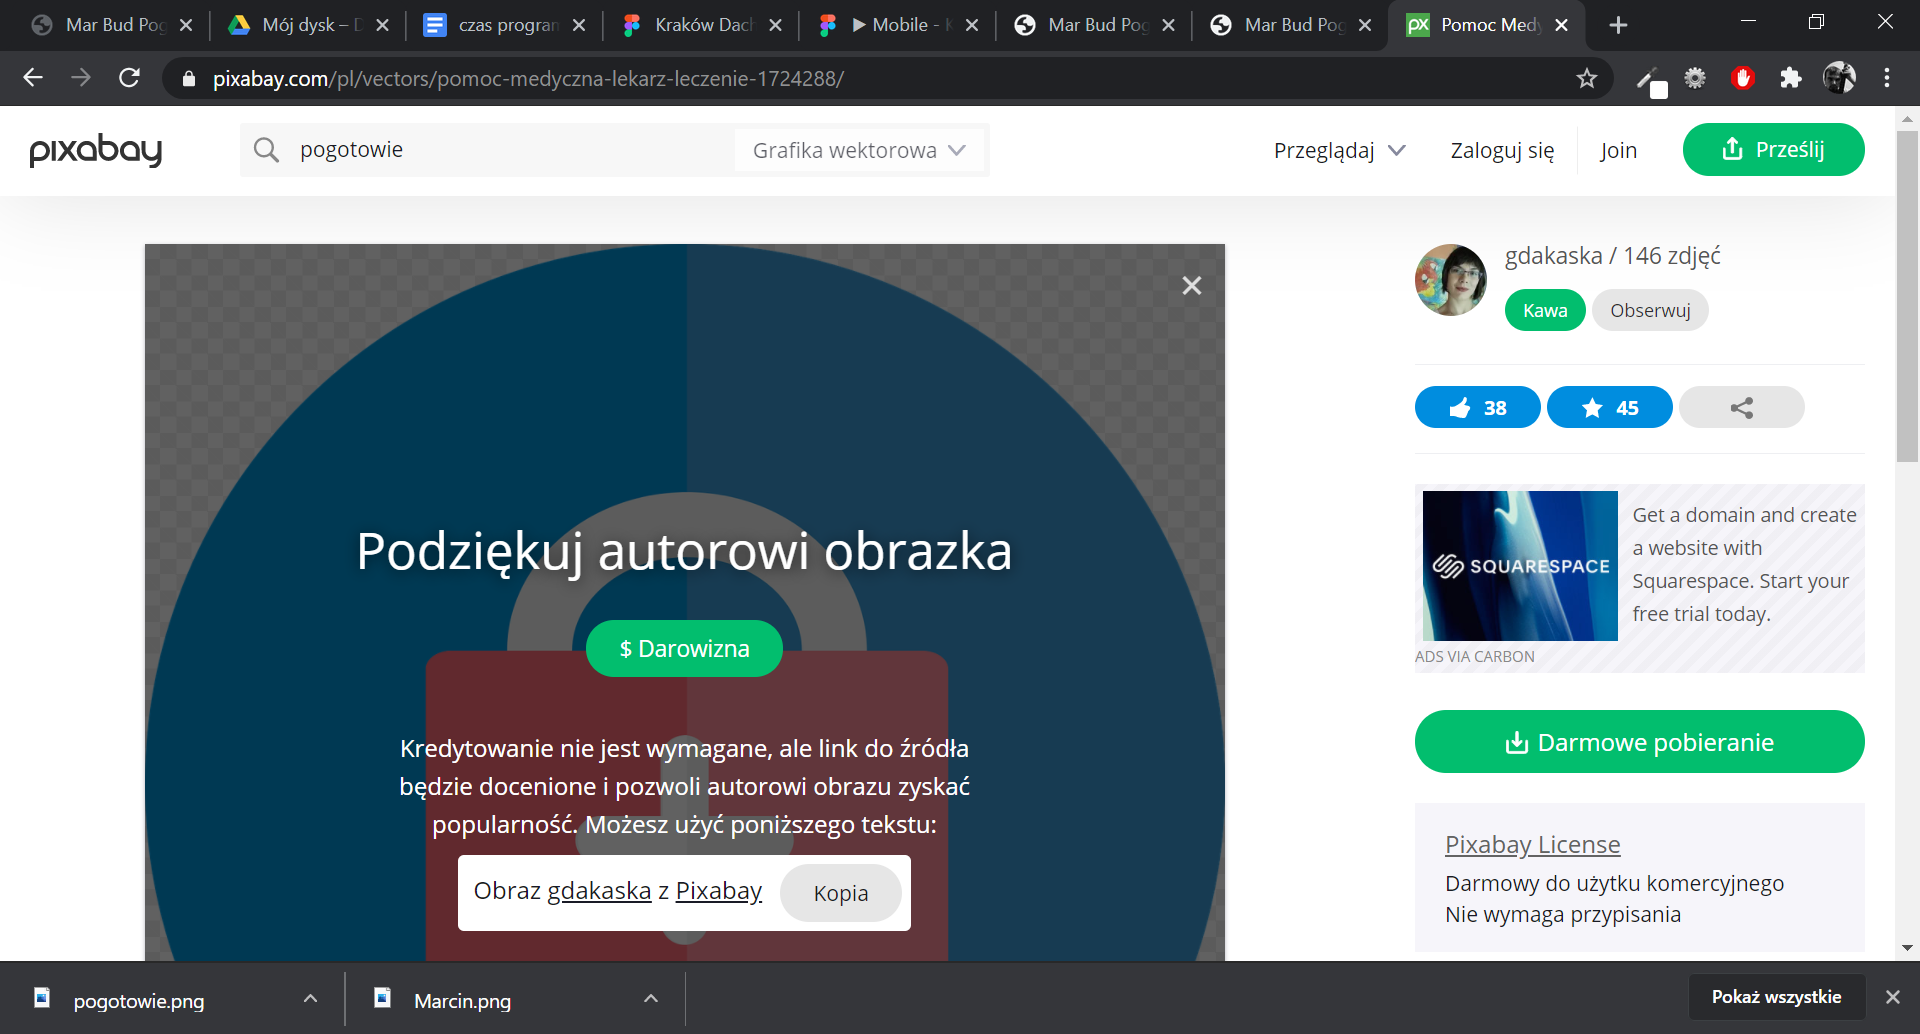 Mar Bud Pog
Mój dysk – D
czas program
Kraków Dach
Mobile - K
Mar Bud Pog
Mar Bud Pog
Pomoc Medy
pixabay.com/pl/vectors/pomoc-medyczna-lekarz-leczenie-1724288/
pixabay
pogotowie
Grafika wektorowa
Przeglądaj
Zaloguj się
Join
Prześlij
gdakaska / 146 zdjęć
Kawa
Obserwuj
38
45
Podziękuj autorowi obrazka
$ Darowizna
Kredytowanie nie jest wymagane, ale link do źródła
będzie docenione i pozwoli autorowi obrazu zyskać
popularność. Możesz użyć poniższego tekstu:
Obraz gdakaska z Pixabay
Kopia
SQUARESPACE
Get a domain and create
a website with
Squarespace. Start your
free trial today.
ADS VIA CARBON
Darmowe pobieranie
Pixabay License
Darmowy do użytku komercyjnego
Nie wymaga przypisania
pogotowie.png
Marcin.png
Pokaż wszystkie